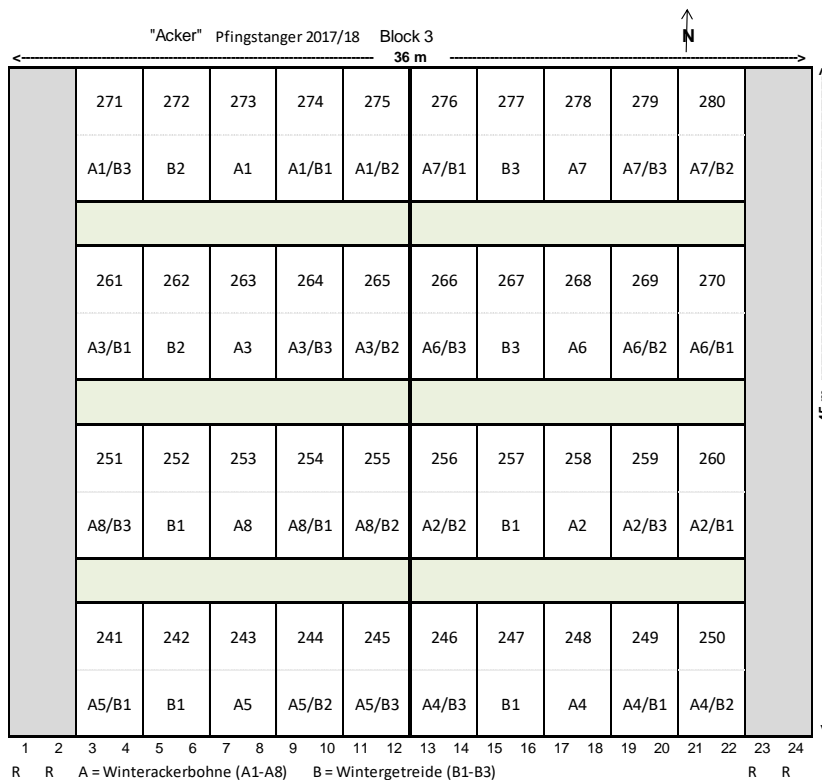 "Acker" Pfingstanger 2017/18 Block 3
N
36 m
271 272 273 274 275 276 277 278 279 280
A1/B3 B2 A1 A1/B1 A1/B2 A7/B1 B3 A7 A7/B3 A7/B2
261 262 263 264 265 266 267 268 269 270
A3/B1 B2 A3 A3/B3 A3/B2 A6/B3 B3 A6 A6/B2 A6/B1
251 252 253 254 255 256 257 258 259 260
A8/B3 B1 A8 A8/B1 A8/B2 A2/B2 B1 A2 A2/B3 A2/B1
241 242 243 244 245 246 247 248 249 250
A5/B1 B1 A5 A5/B2 A5/B3 A4/B3 B1 A4 A4/B1 A4/B2
1 2 3 4 5 6 7 8 9 10 11 12 13 14 15 16 17 18 19 20 21 22 23 24
R R A = Winterackerbohne (A1-A8) B = Wintergetreide (B1-B3) R R